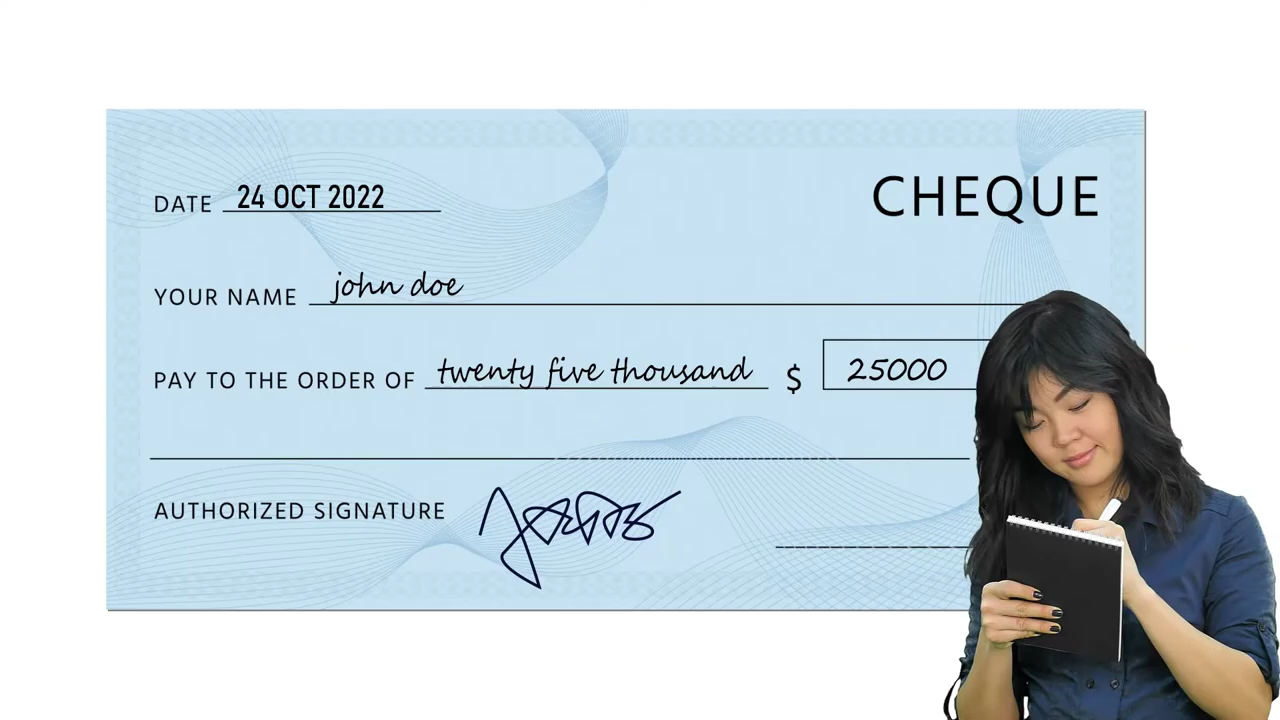 DATE 24 OCT 2022
CHEQUE
YOUR NAME john doe
PAY TO THE ORDER OF twenty five thousand $ 25000
AUTHORIZED SIGNATURE